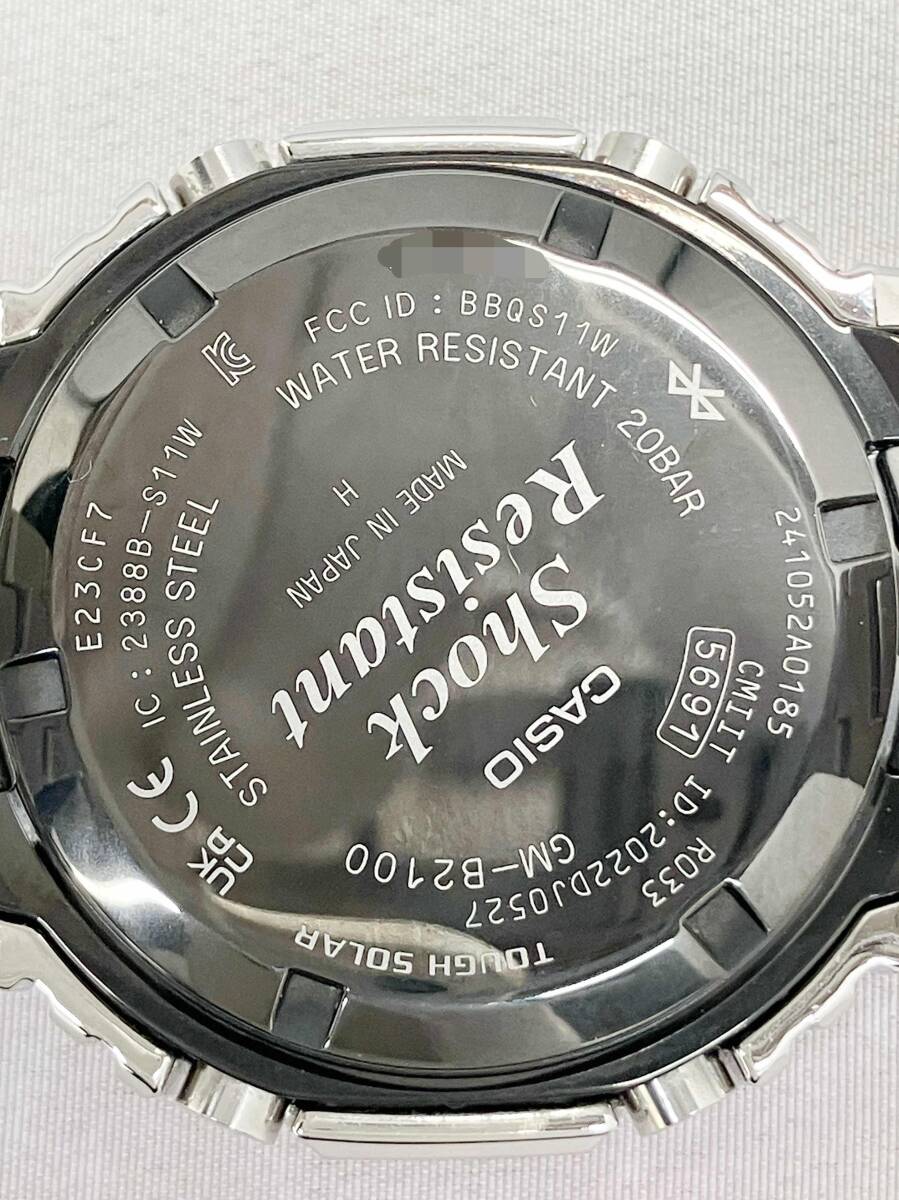 Shock
Resistant
CASIO
MADE IN JAPAN
H
5691
GM-B2100
WATER RESISTANT 20BAR
STAINLESS STEEL
FCC ID : BBQS11W
IC : 2388B-S11W
CMIIT ID:2022DJ0527
R033
241052A0185
E23CF7
CE
UK
CA
TOUGH SOLAR